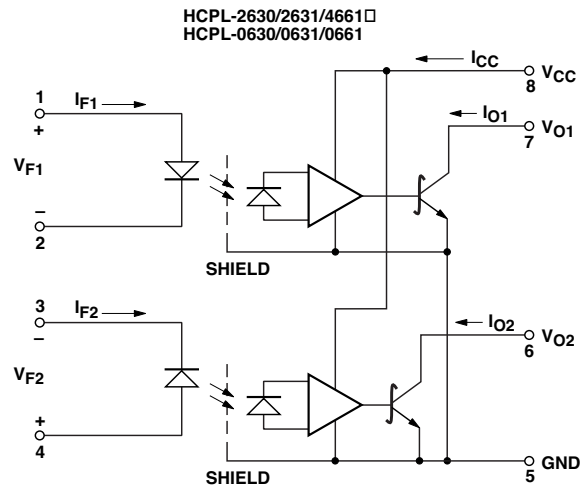 HCPL-2630/2631/4661□
HCPL-0630/0631/0661
ICC
8 VCC
1
IF1
+
VF1
–
2
IO1
7 VO1
SHIELD
3
IF2
–
VF2
+
4
IO2
6 VO2
SHIELD
GND
5